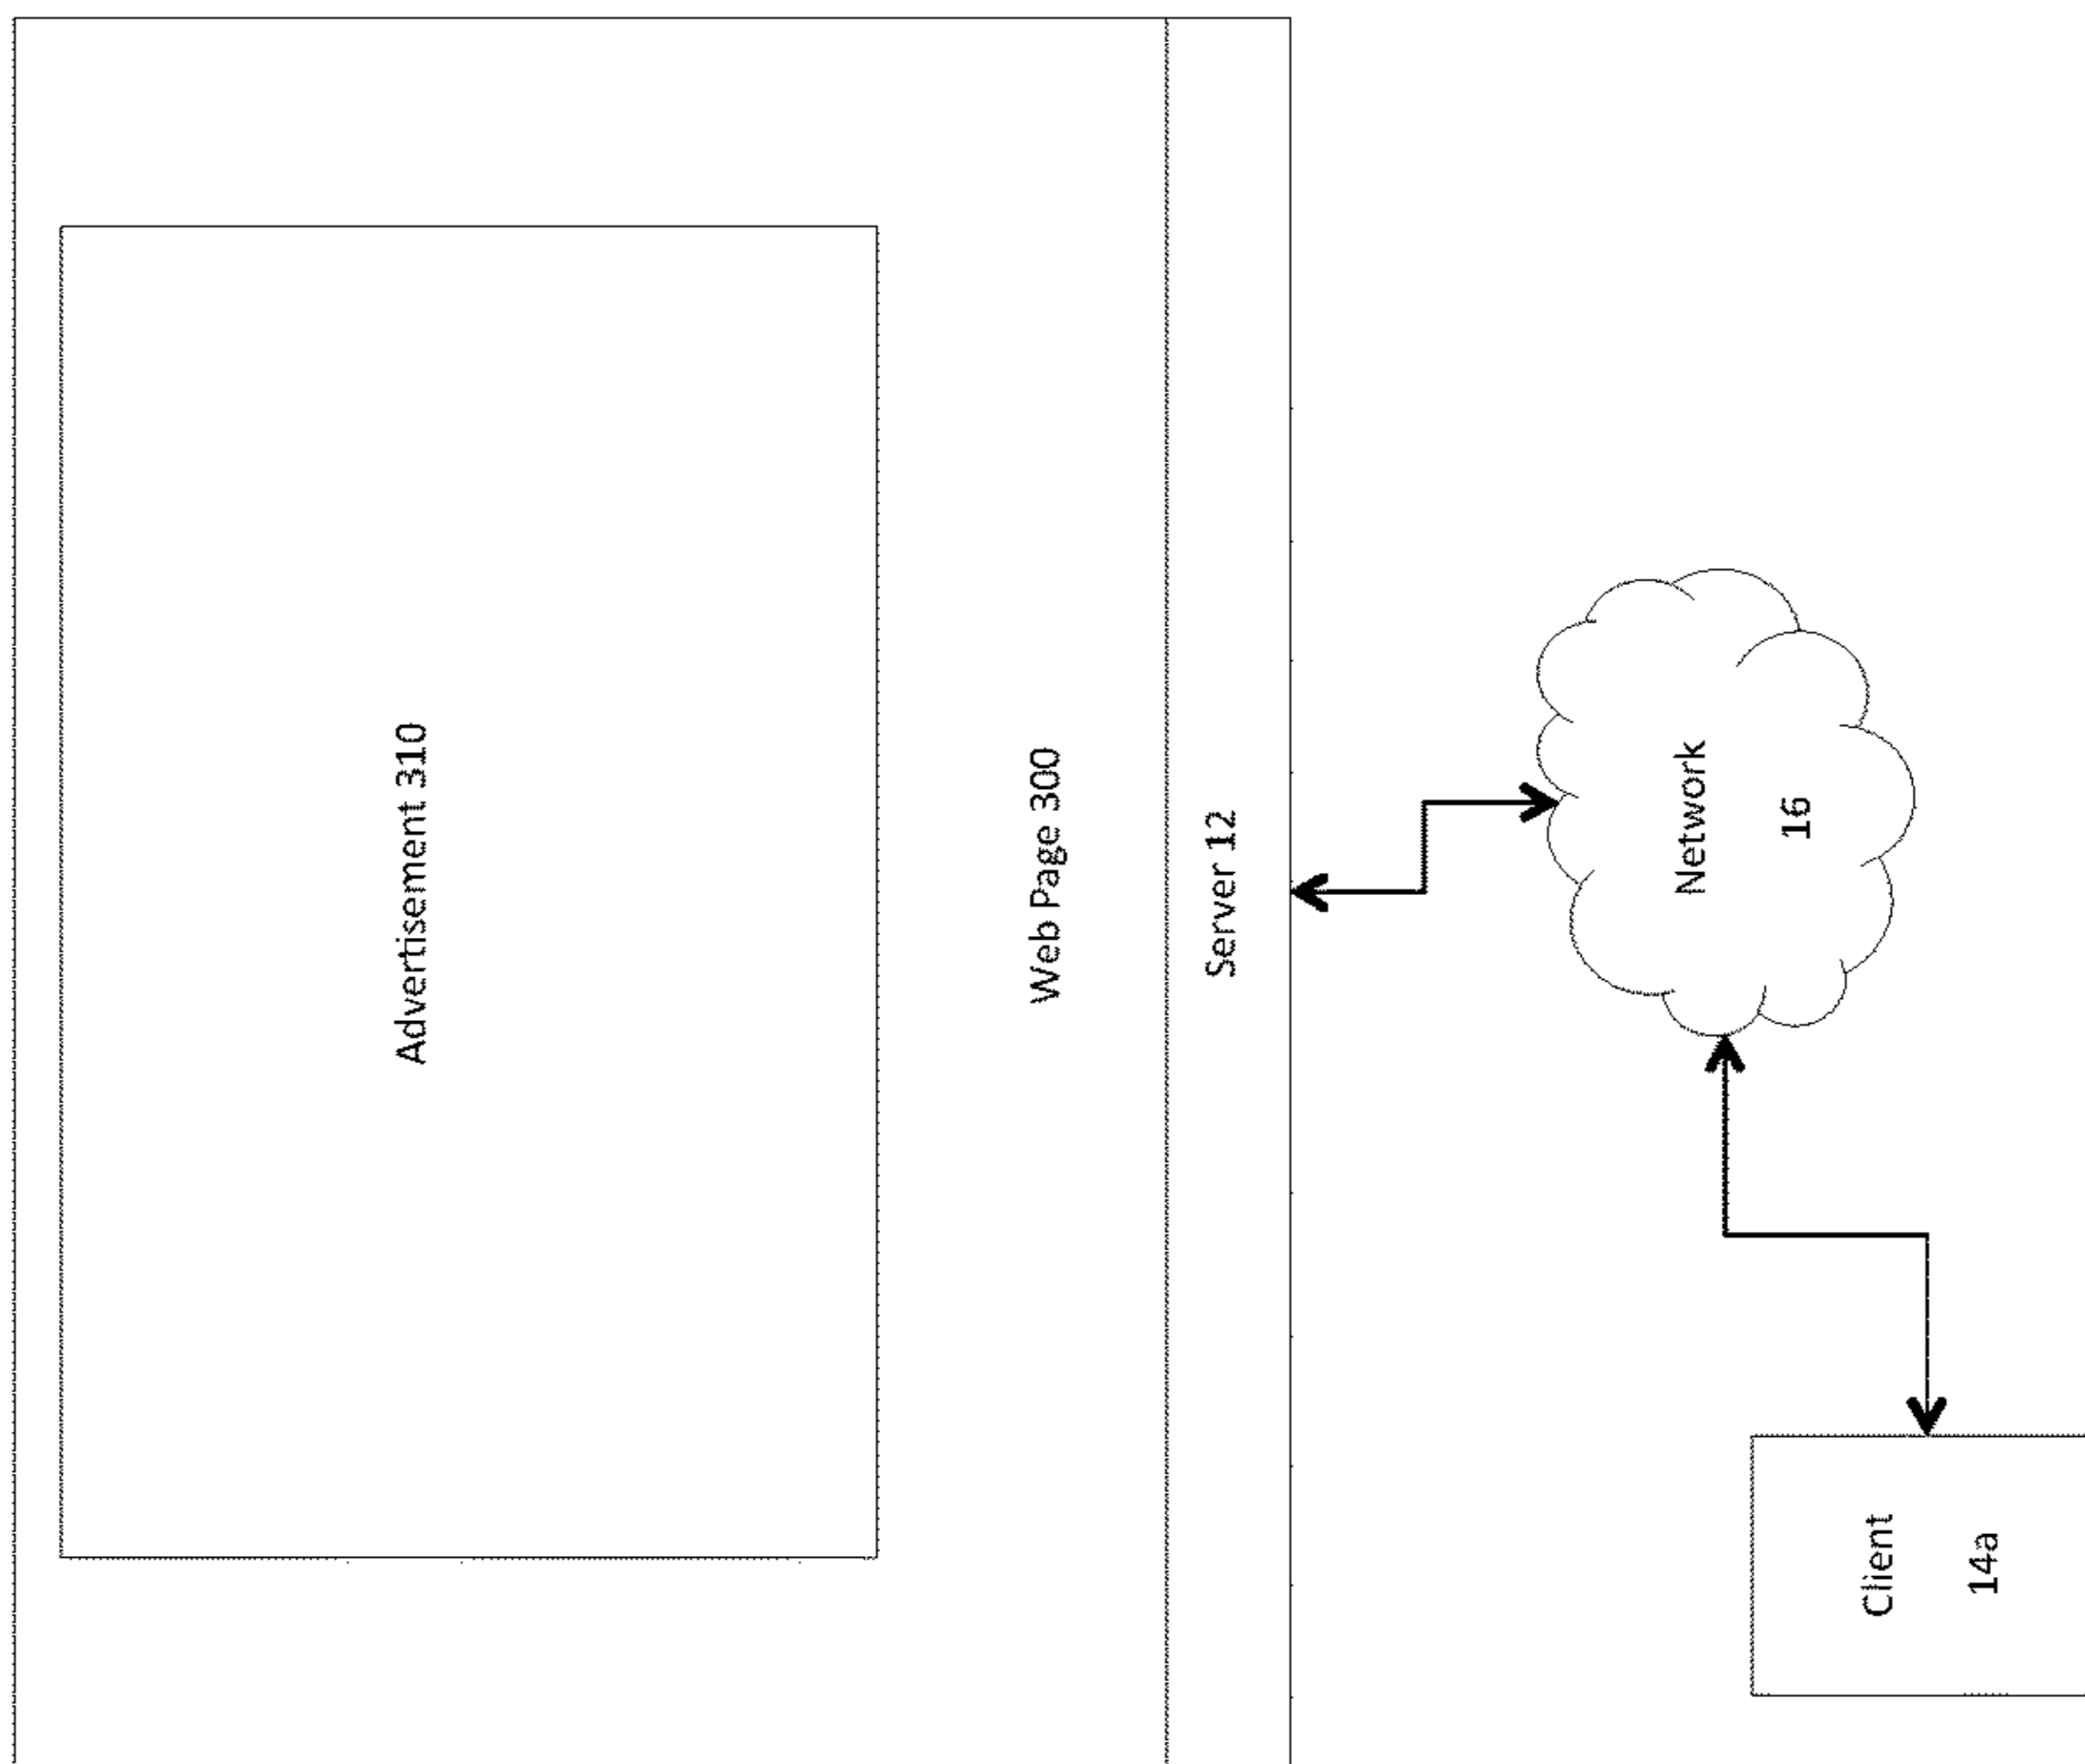 Advertisement 310
Web Page 300
Server 12
Network
16
Client
14a